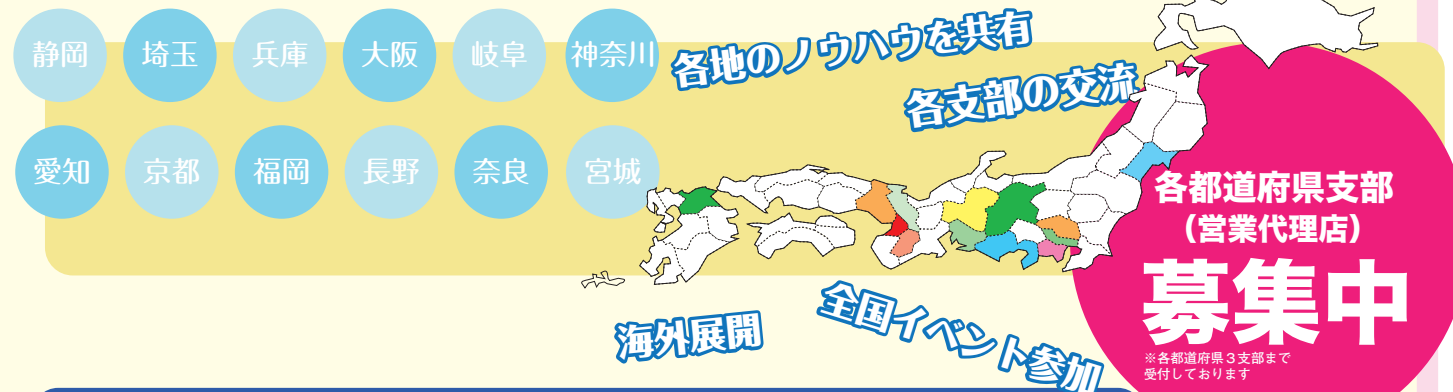 静岡
埼玉
兵庫
大阪
岐阜
神奈川
愛知
京都
福岡
長野
奈良
宮城
各地のノウハウを共有
各支部の交流
海外展開
全国イベント参加
各都道府県支部
（営業代理店）
募集中
※各都道府県３支部まで
受付しております